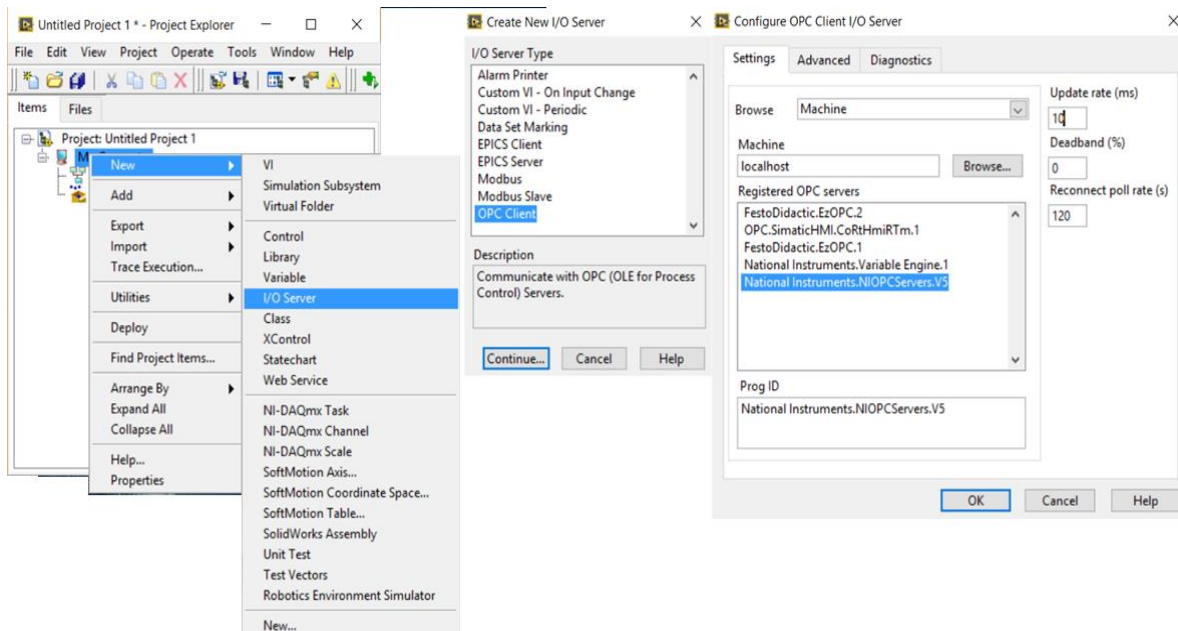 Untitled Project 1 * - Project Explorer
File Edit View Project Operate Tools Window Help
Items Files
Project: Untitled Project 1
New
Add
Export
Import
Trace Execution...
Utilities
Deploy
Find Project Items...
Arrange By
Expand All
Collapse All
Help...
Properties
VI
Simulation Subsystem
Virtual Folder
Control
Library
Variable
I/O Server
Class
XControl
Statechart
Web Service
NI-DAQmx Task
NI-DAQmx Channel
NI-DAQmx Scale
SoftMotion Axis...
SoftMotion Coordinate Space...
SoftMotion Table...
SolidWorks Assembly
Unit Test
Test Vectors
Robotics Environment Simulator
New...
Create New I/O Server
I/O Server Type
Alarm Printer
Custom VI - On Input Change
Custom VI - Periodic
Data Set Marking
EPICS Client
EPICS Server
Modbus
Modbus Slave
OPC Client
Description
Communicate with OPC (OLE for Process
Control) Servers.
Continue... Cancel Help
Configure OPC Client I/O Server
Settings Advanced Diagnostics
Browse Machine
Machine
localhost Browse...
Registered OPC servers
FestoDidactic.EzOPC.2
OPC.SimaticHMI.CoRtHmiRTm.1
FestoDidactic.EzOPC.1
National Instruments.Variable Engine.1
National Instruments.NIOPCServers.V5
Prog ID
National Instruments.NIOPCServers.V5
Update rate (ms)
10
Deadband (%)
0
Reconnect poll rate (s)
120
OK Cancel Help